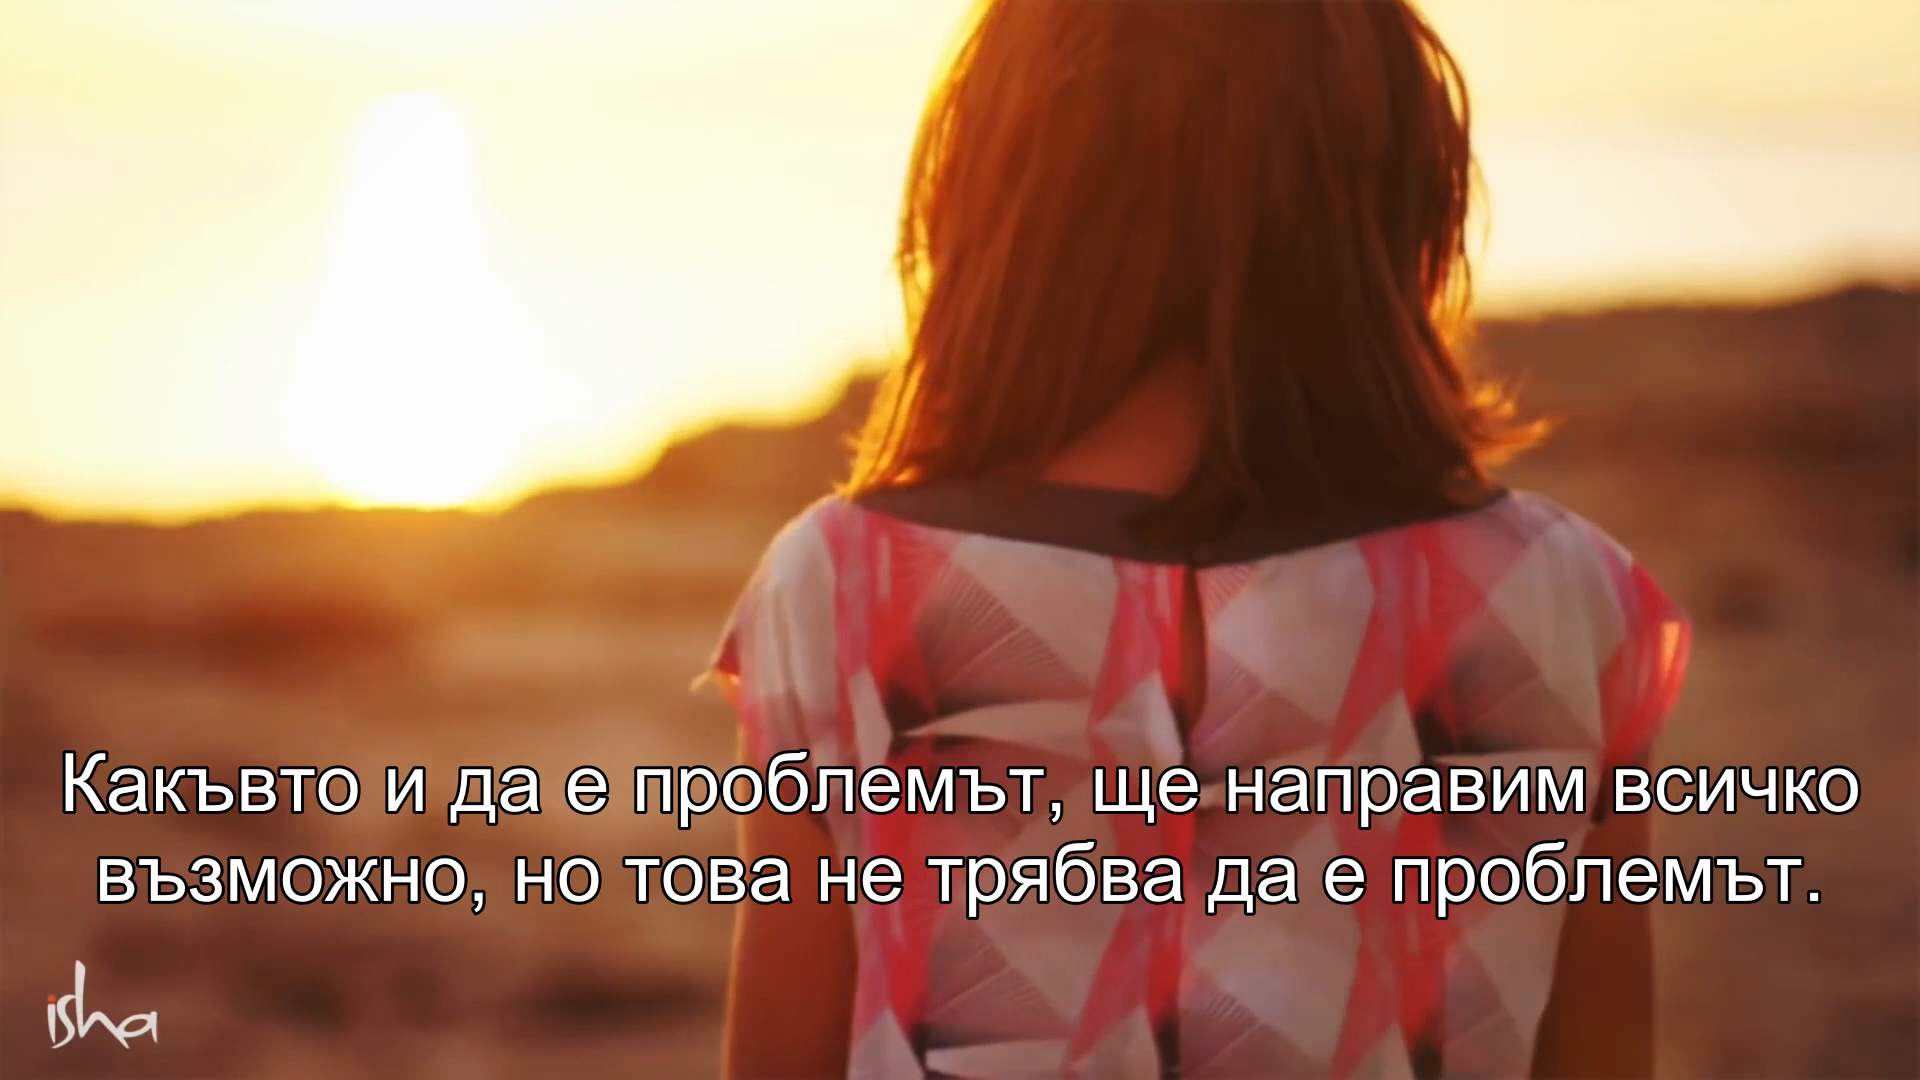 Какъвто и да е проблемът, ще направим всичко
възможно, но това не трябва да е проблемът.
isha